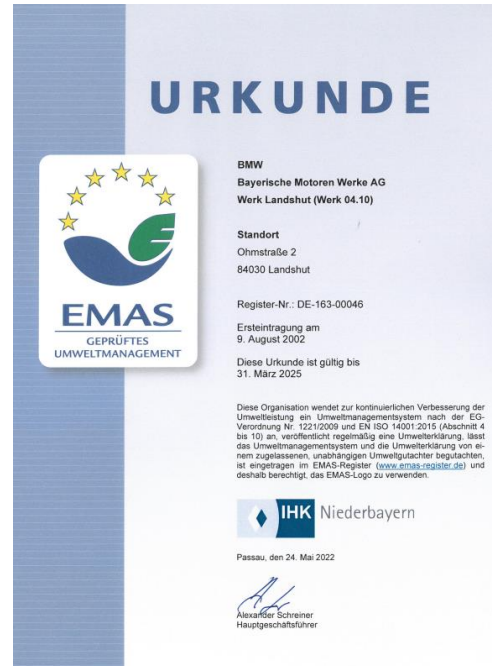 URKUNDE
BMW
Bayerische Motoren Werke AG
Werk Landshut (Werk 04.10)
Standort
Ohmstraße 2
84030 Landshut
Register-Nr.: DE-163-00046
Ersteintragung am
9. August 2002
Diese Urkunde ist gültig bis
31. März 2025
EMAS
GEPRÜFTES
UMWELTMANAGEMENT
Diese Organisation wendet zur kontinuierlichen Verbesserung der
Umweltleistung ein Umweltmanagementsystem nach der EG-
Verordnung Nr. 1221/2009 und EN ISO 14001:2015 (Abschnitt 4
bis 10) an, veröffentlicht regelmäßig eine Umwelterklärung, lässt
das Umweltmanagementsystem und die Umwelterklärung von ei-
nem zugelassenen, unabhängigen Umweltgutachter begutachten,
ist eingetragen im EMAS-Register (www.emas-register.de) und
deshalb berechtigt, das EMAS-Logo zu verwenden.
IHK Niederbayern
Passau, den 24. Mai 2022
Alexander Schreiner
Hauptgeschäftsführer